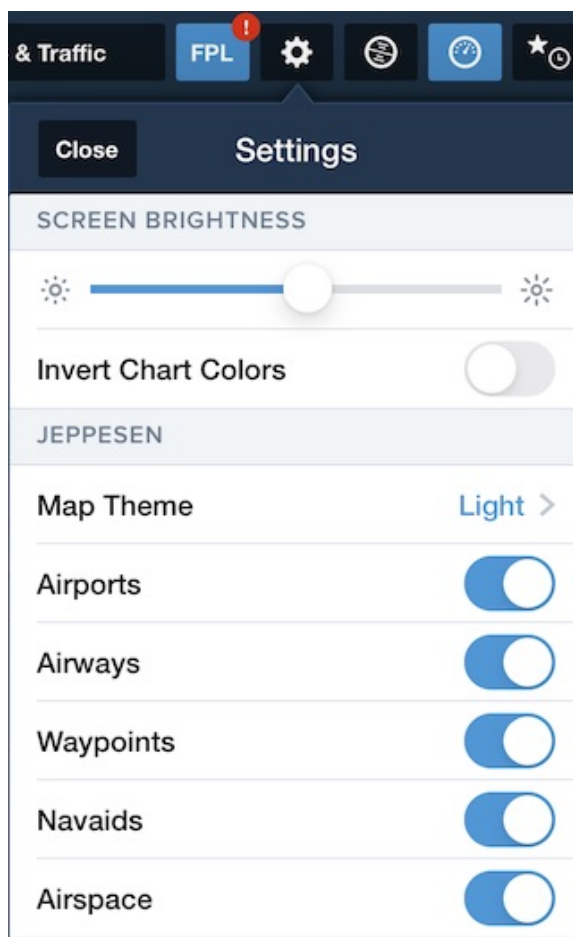 & Traffic FPL !
Close Settings
SCREEN BRIGHTNESS
Invert Chart Colors
JEPPESEN
Map Theme Light >
Airports
Airways
Waypoints
Navaids
Airspace